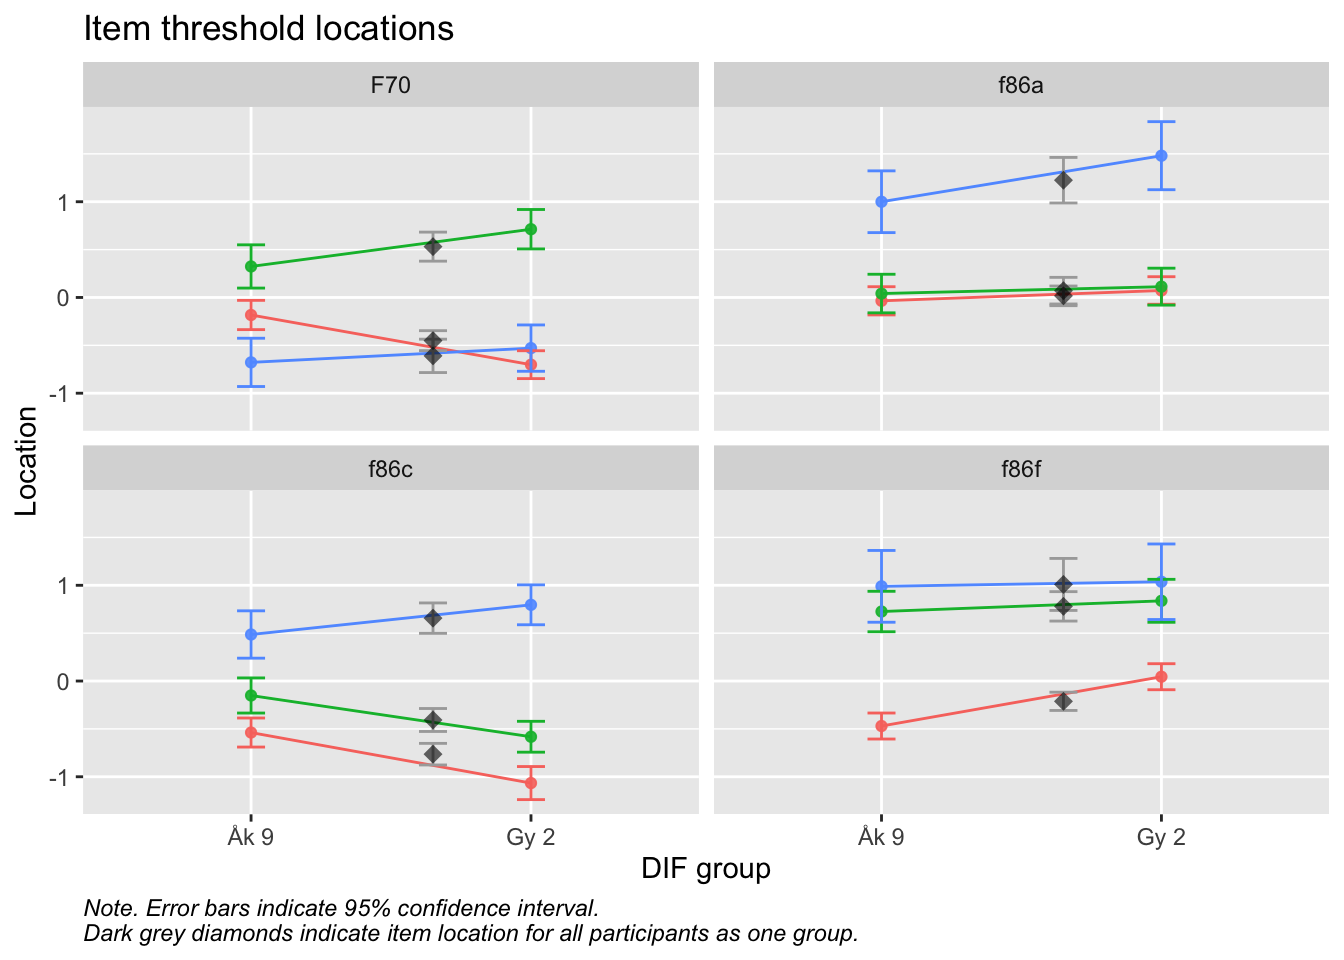 Item threshold locations
F70
f86a
1
0
-1
Location
f86c
f86f
1
0
-1
Åk 9
Gy 2
Åk 9
Gy 2
DIF group
Note. Error bars indicate 95% confidence interval.
Dark grey diamonds indicate item location for all participants as one group.